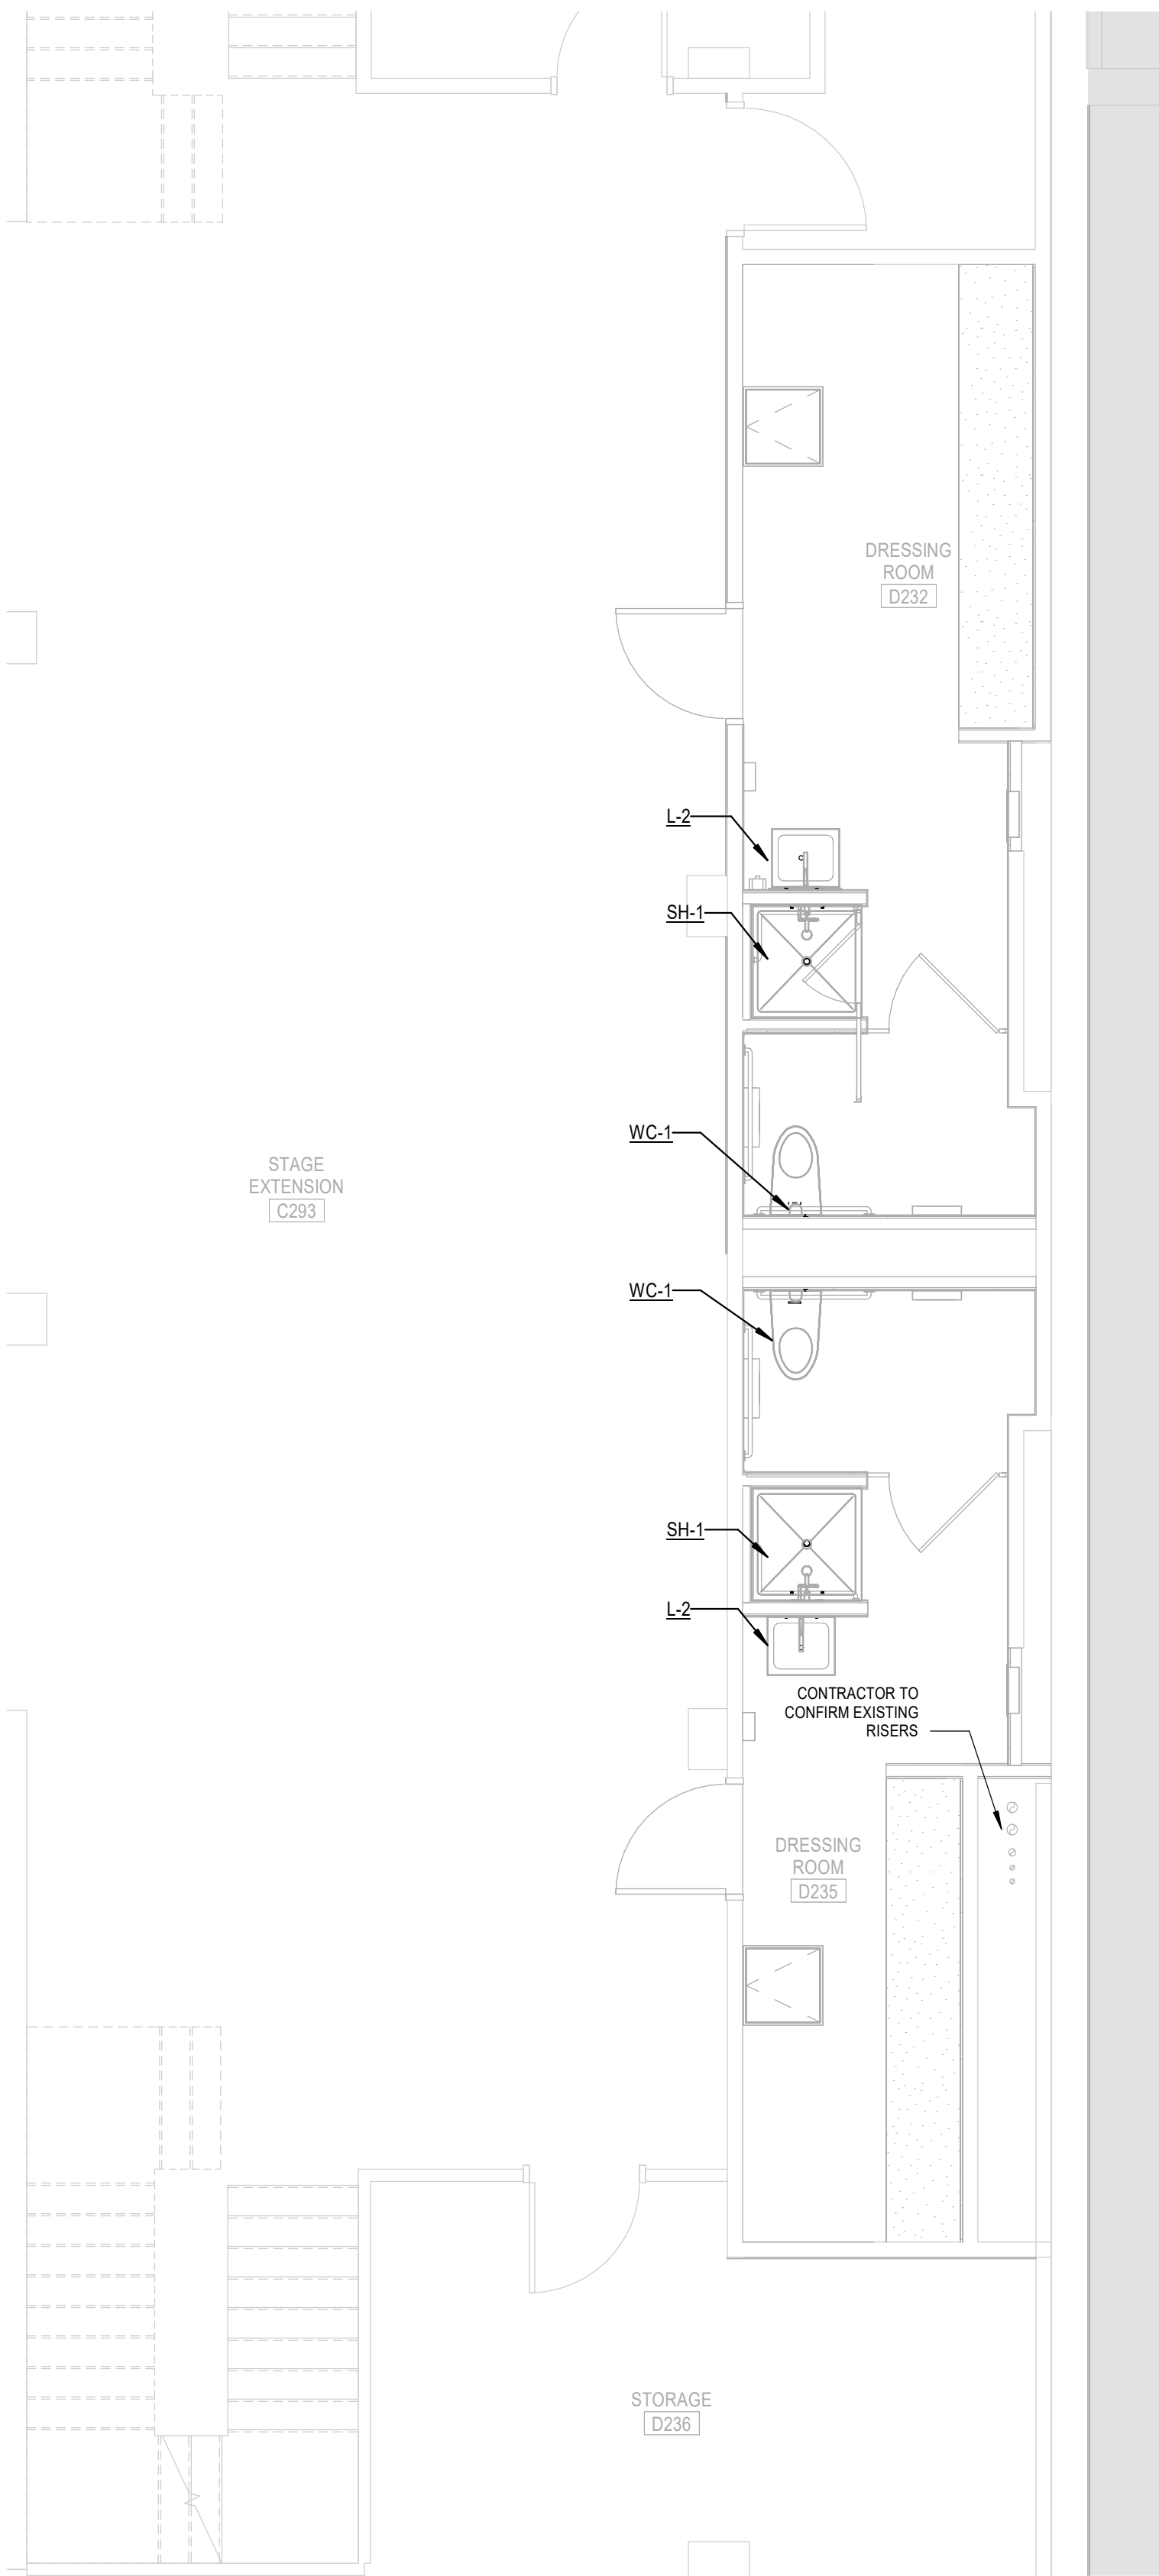 DRESSING
ROOM
D232
L-2
SH-1
WC-1
STAGE
EXTENSION
C293
WC-1
SH-1
L-2
CONTRACTOR TO
CONFIRM EXISTING
RISERS
DRESSING
ROOM
D235
STORAGE
D236